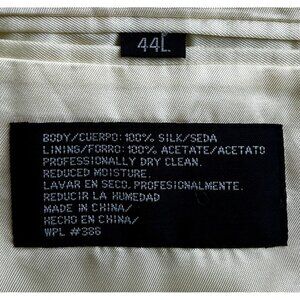 44L
BODY/CUERPO: 100% SILK/SEDA
LINING/FORRO: 100% ACETATE/ACETATO
PROFESSIONALLY DRY CLEAN.
REDUCED MOISTURE.
LAVAR EN SECO. PROFESIONALMENTE.
REDUCIR LA HUMEDAD
MADE IN CHINA/
HECHO EN CHINA/
WPL #386